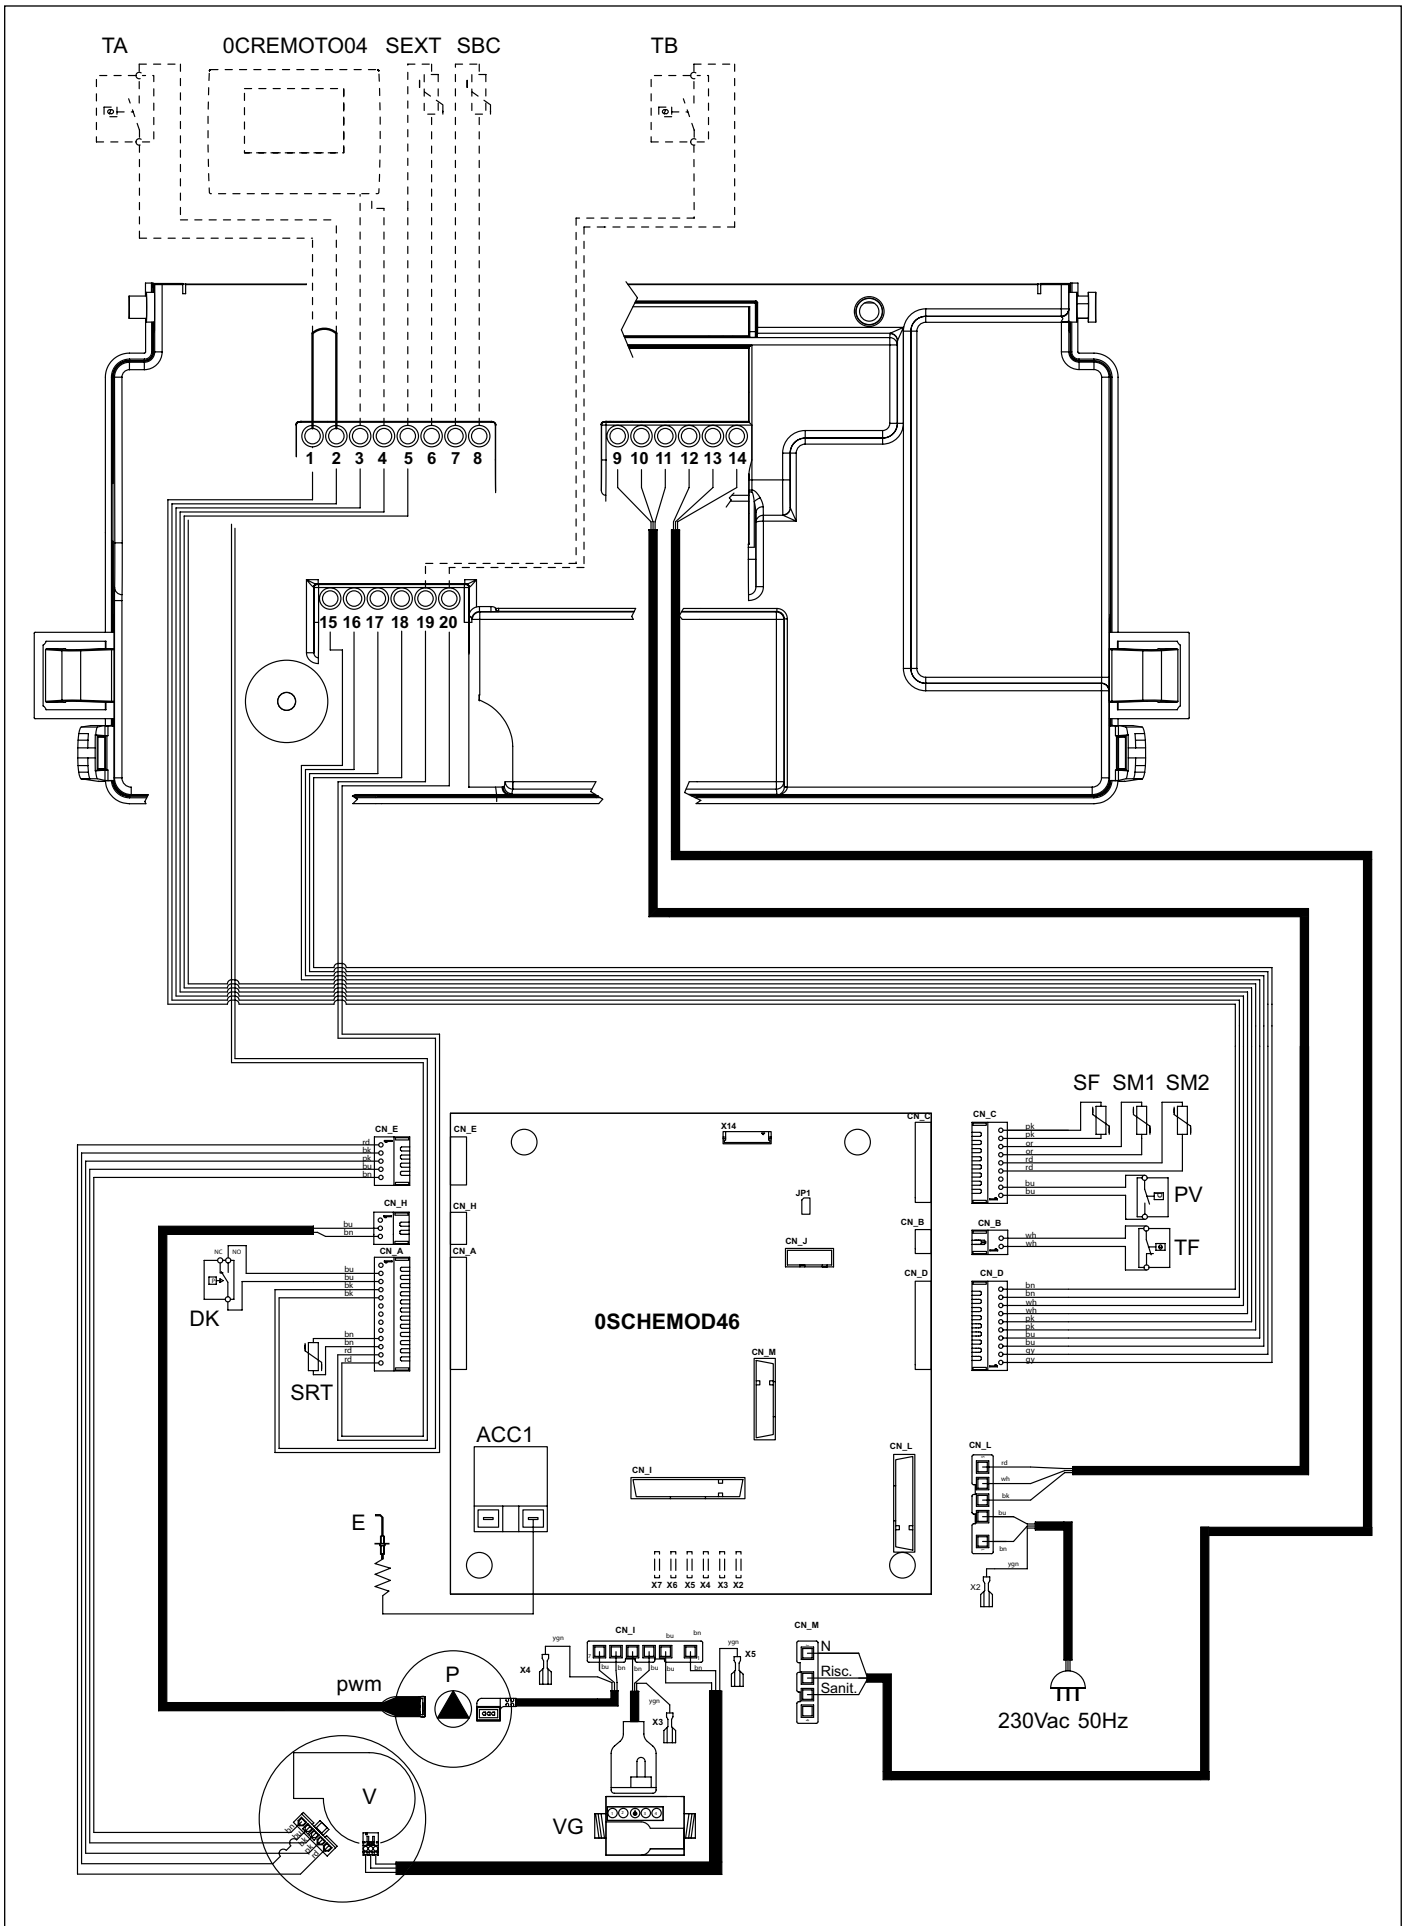 TA 0CREMOTO04 SEXT SBC TB
1 2 3 4 5 6 7 8
9 10 11 12 13 14
15 16 17 18 19 20
SF SM1 SM2
CN_E CN_E X14 CN_C CN_C
rd
bk
pk
bu
bn
pk
pk
or
or
rd
rd
bu
bu
PV
JP1
CN_H CN_H CN_B CN_B
bu
bn
wh
wh
TF
CN_A CN_A CN_J CN_D CN_D
NC NO
DK
bu
bu
bk
bk
bn
bn
rd
rd
SRT
0SCHEMOD46
bn
bn
wh
wh
pk
pk
bu
bu
gy
gy
CN_M
ACC1
CN_I
CN_L CN_L
rd
wh
bk
bu
bn
ygn
X2
E
X7 X6 X5 X4 X3 X2
CN_I bu bn
ygn ygn
X4 X5
bu bn bn bu bu bn
ygn
X3
CN_M
N
Risc.
Sanit.
230Vac 50Hz
pwm P
V
VG
bn
bu
bk
pk
rd